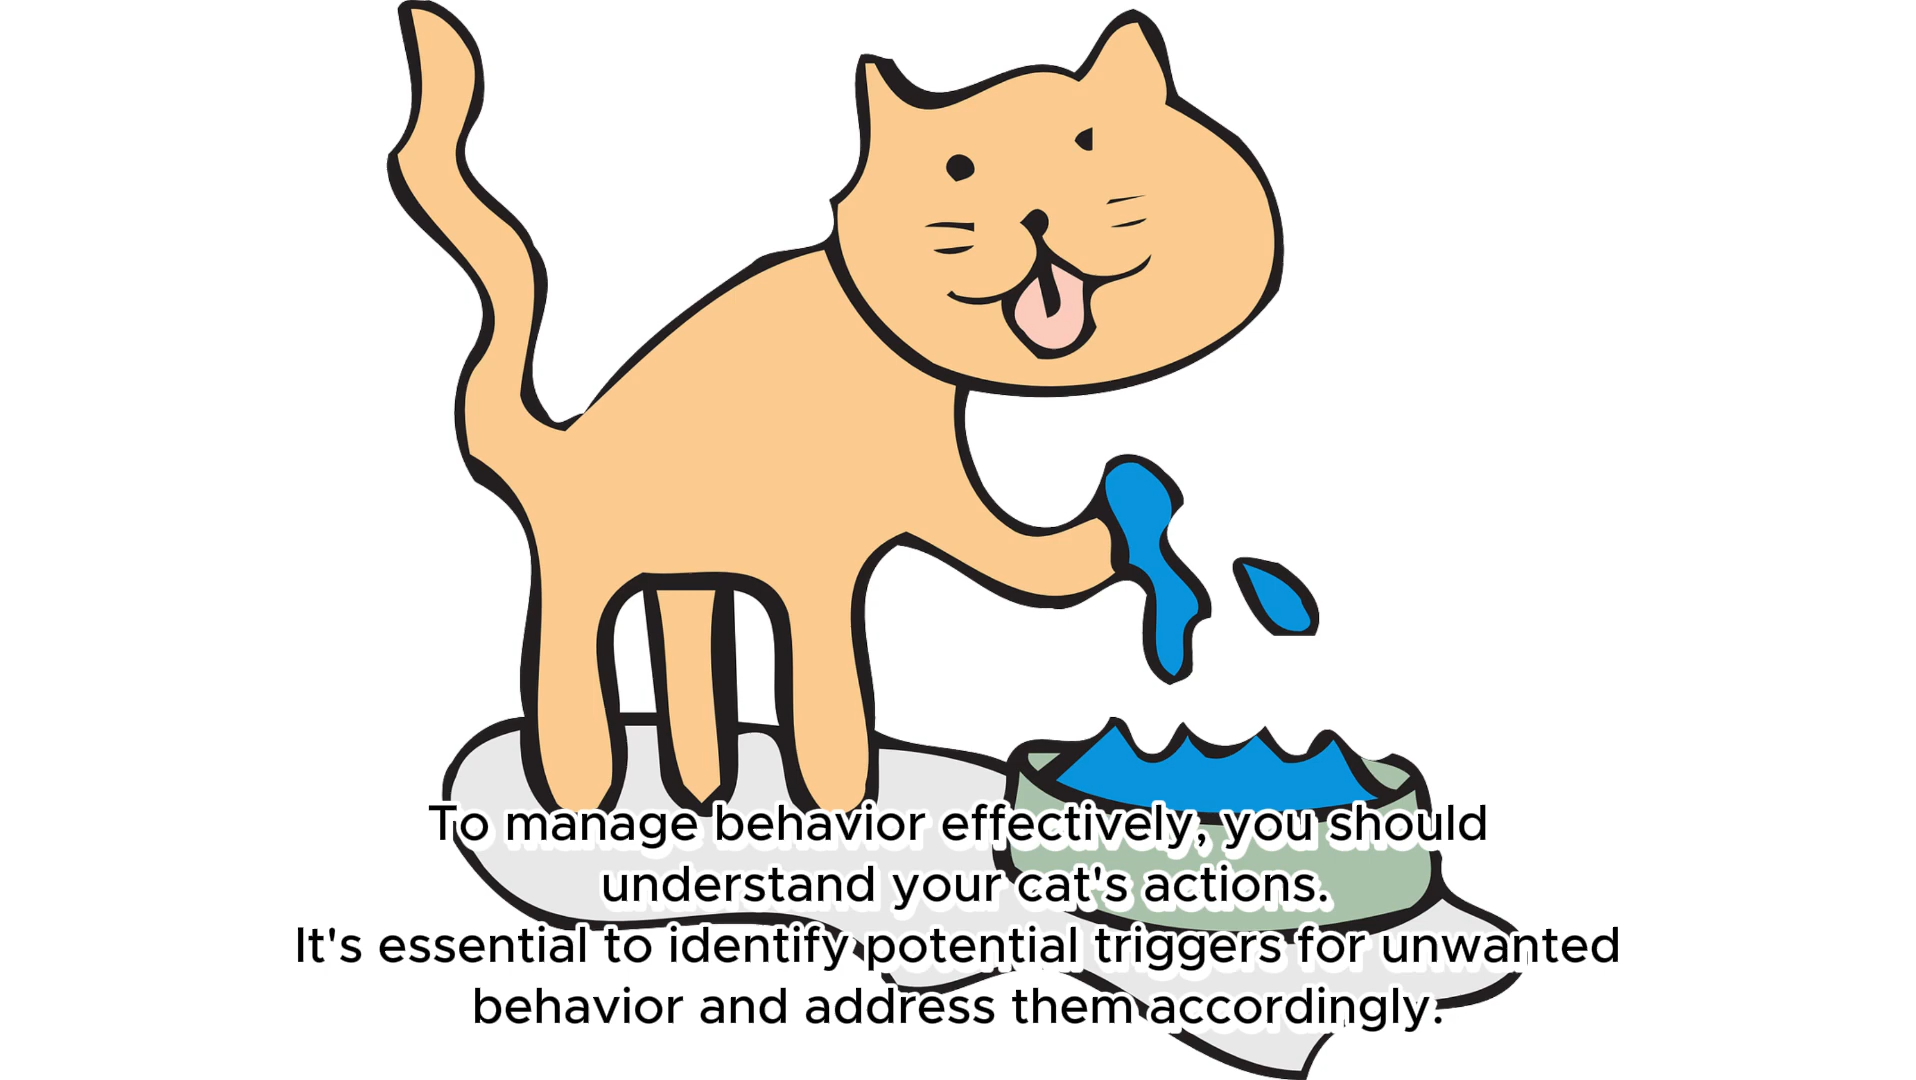 To manage behavior effectively, you should
understand your cat's actions.
It's essential to identify potential triggers for unwanted
behavior and address them accordingly.